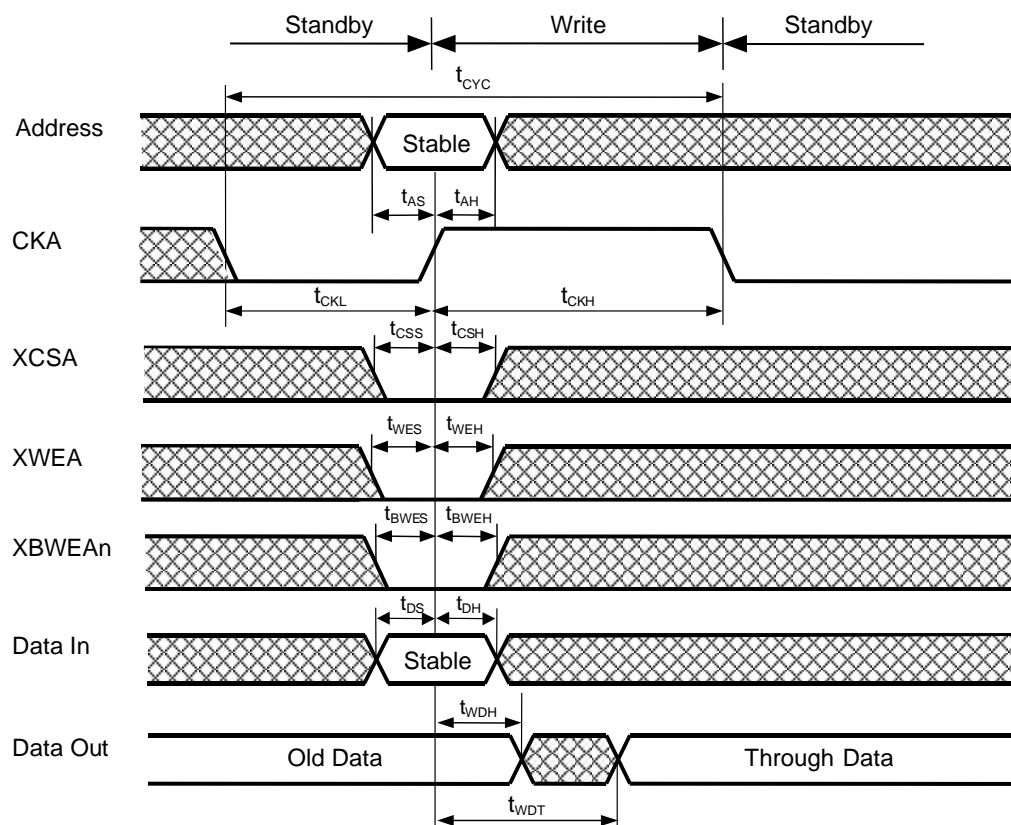 Standby Write Standby
tCYC
Address Stable
tAS tAH
CKA
tCKL tCKH
tCSS tCSH
XCSA
tWES tWEH
XWEA
tBWES tBWEH
XBWEAn
tDS tDH
Data In Stable
tWDH
Data Out Old Data Through Data
tWDT